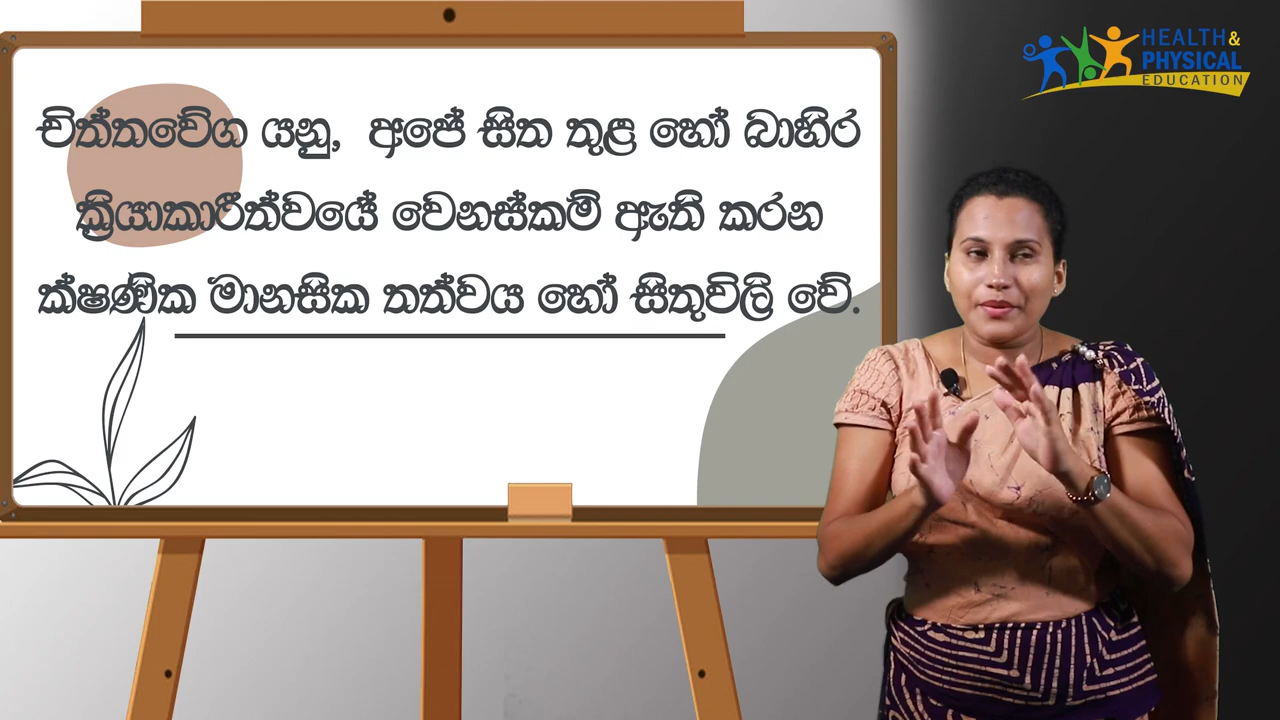 චිත්තවේග යනු, අපේ සිත තුළ හෝ බාහිර
ක්‍රියාකාරීත්වයේ වෙනස්කම් ඇති කරන
ක්ෂණික මානසික තත්වය හෝ සිතුවිලි වේ.
HEALTH &
PHYSICAL
EDUCATION